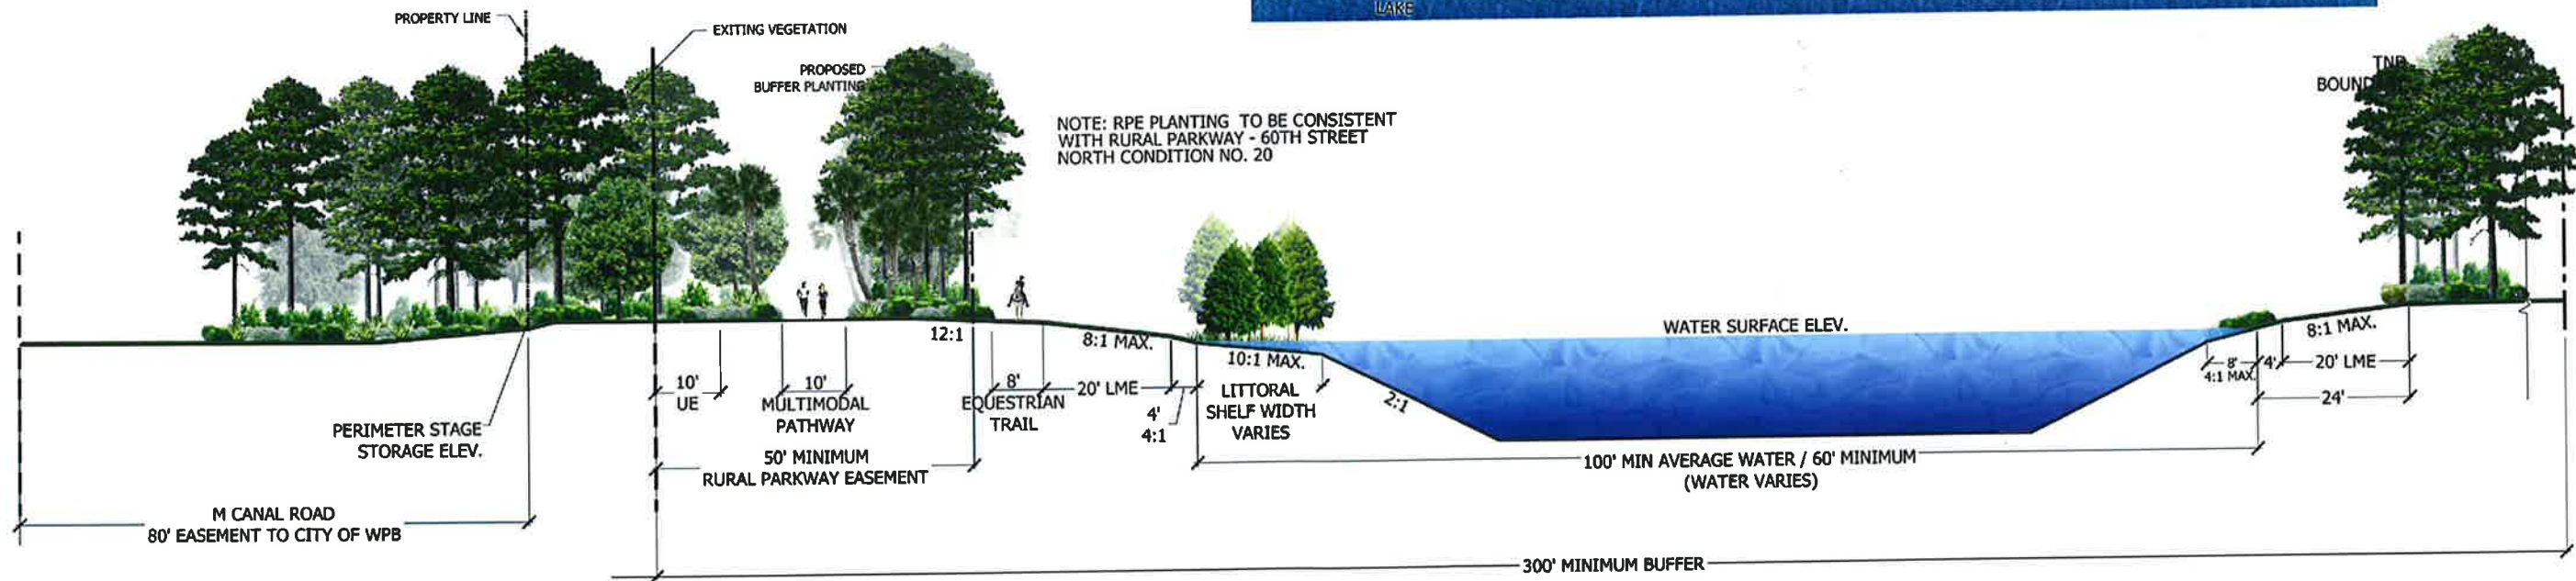 LAKE
PROPERTY LINE
EXITING VEGETATION
PROPOSED
BUFFER PLANTING
NOTE: RPE PLANTING TO BE CONSISTENT
WITH RURAL PARKWAY - 60TH STREET
NORTH CONDITION NO. 20
WATER SURFACE ELEV.
12:1
8:1 MAX.
10:1 MAX.
2:1
8:1 MAX.
8'
4:1 MAX.
4'
20' LME
24'
10'
UE
10'
MULTIMODAL
PATHWAY
8'
EQUESTRIAN
TRAIL
20' LME
4'
4:1
LITTORAL
SHELF WIDTH
VARIES
PERIMETER STAGE
STORAGE ELEV.
50' MINIMUM
RURAL PARKWAY EASEMENT
100' MIN AVERAGE WATER / 60' MINIMUM
(WATER VARIES)
M CANAL ROAD
80' EASEMENT TO CITY OF WPB
300' MINIMUM BUFFER